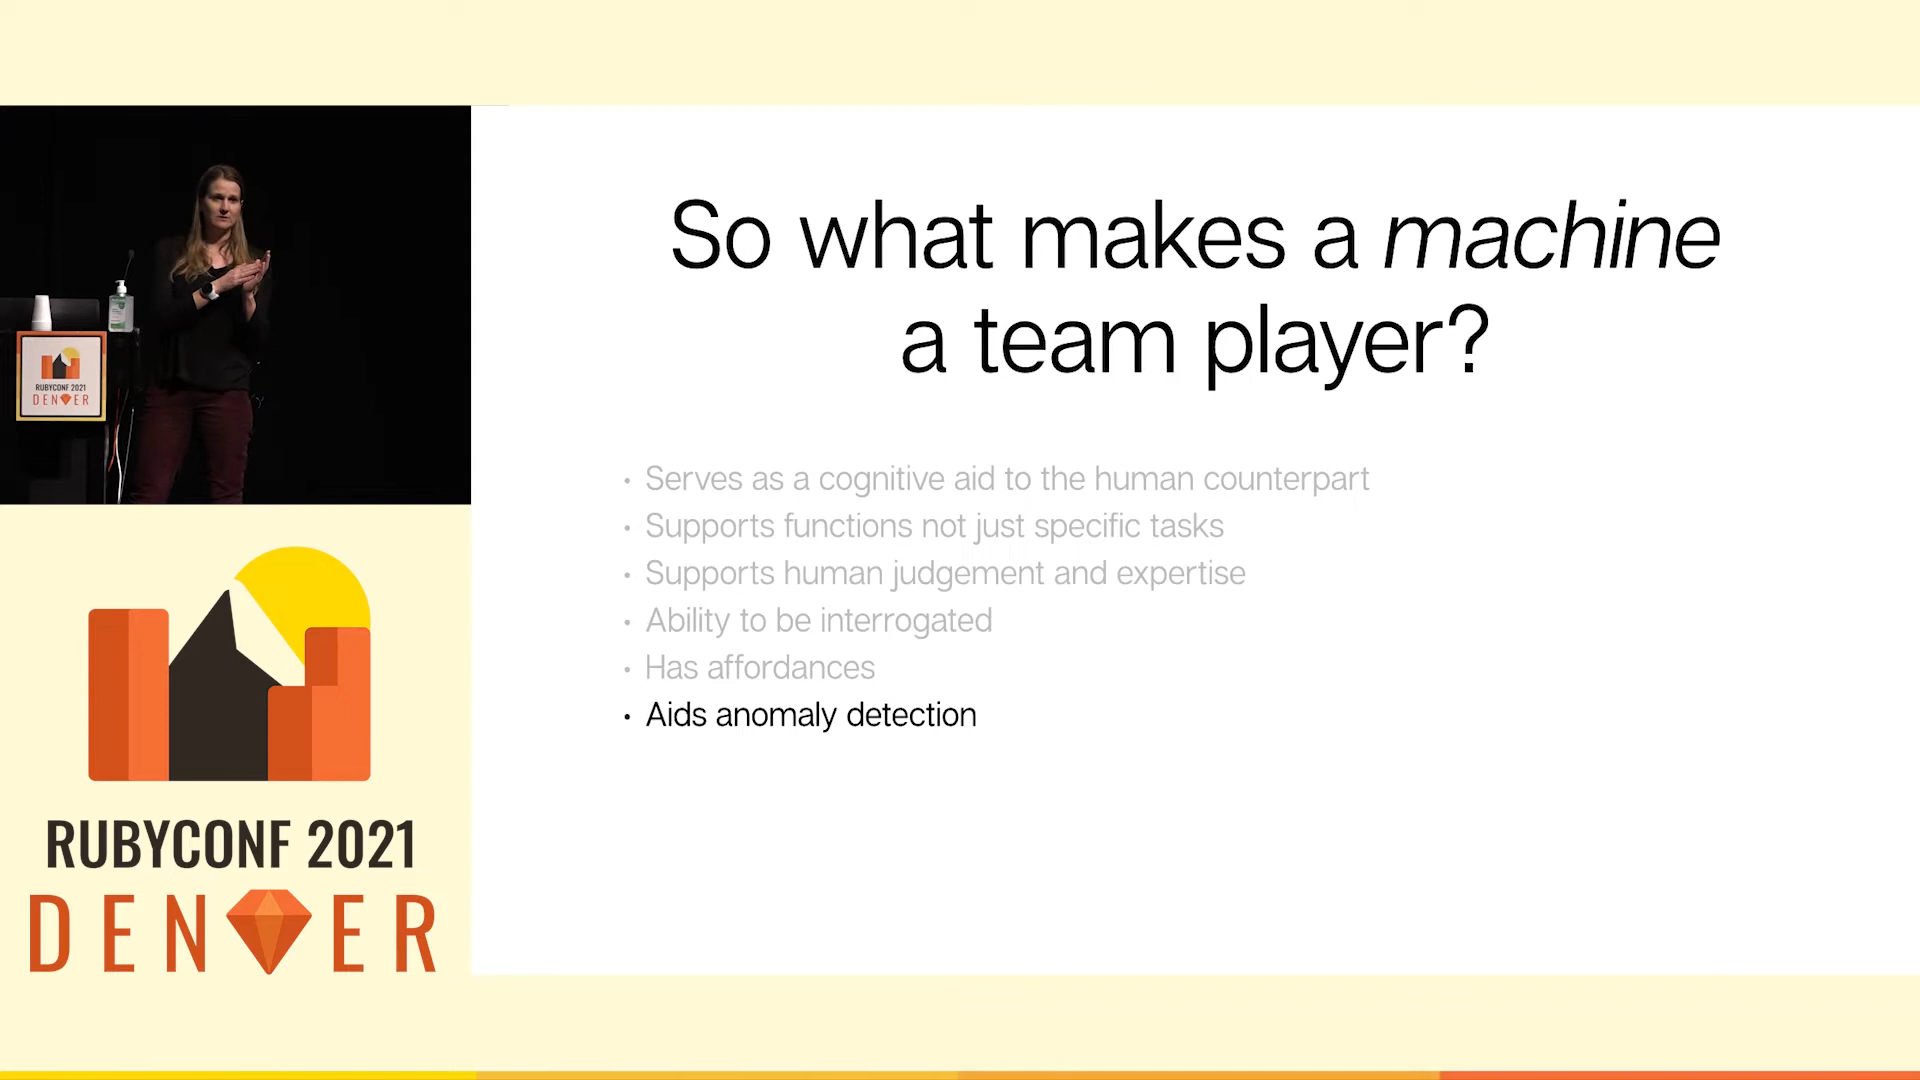 So what makes a machine
a team player?
• Serves as a cognitive aid to the human counterpart
• Supports functions not just specific tasks
• Supports human judgement and expertise
• Ability to be interrogated
• Has affordances
• Aids anomaly detection
RUBYCONF 2021
DENVER
RUBYCONF 2021
DENVER